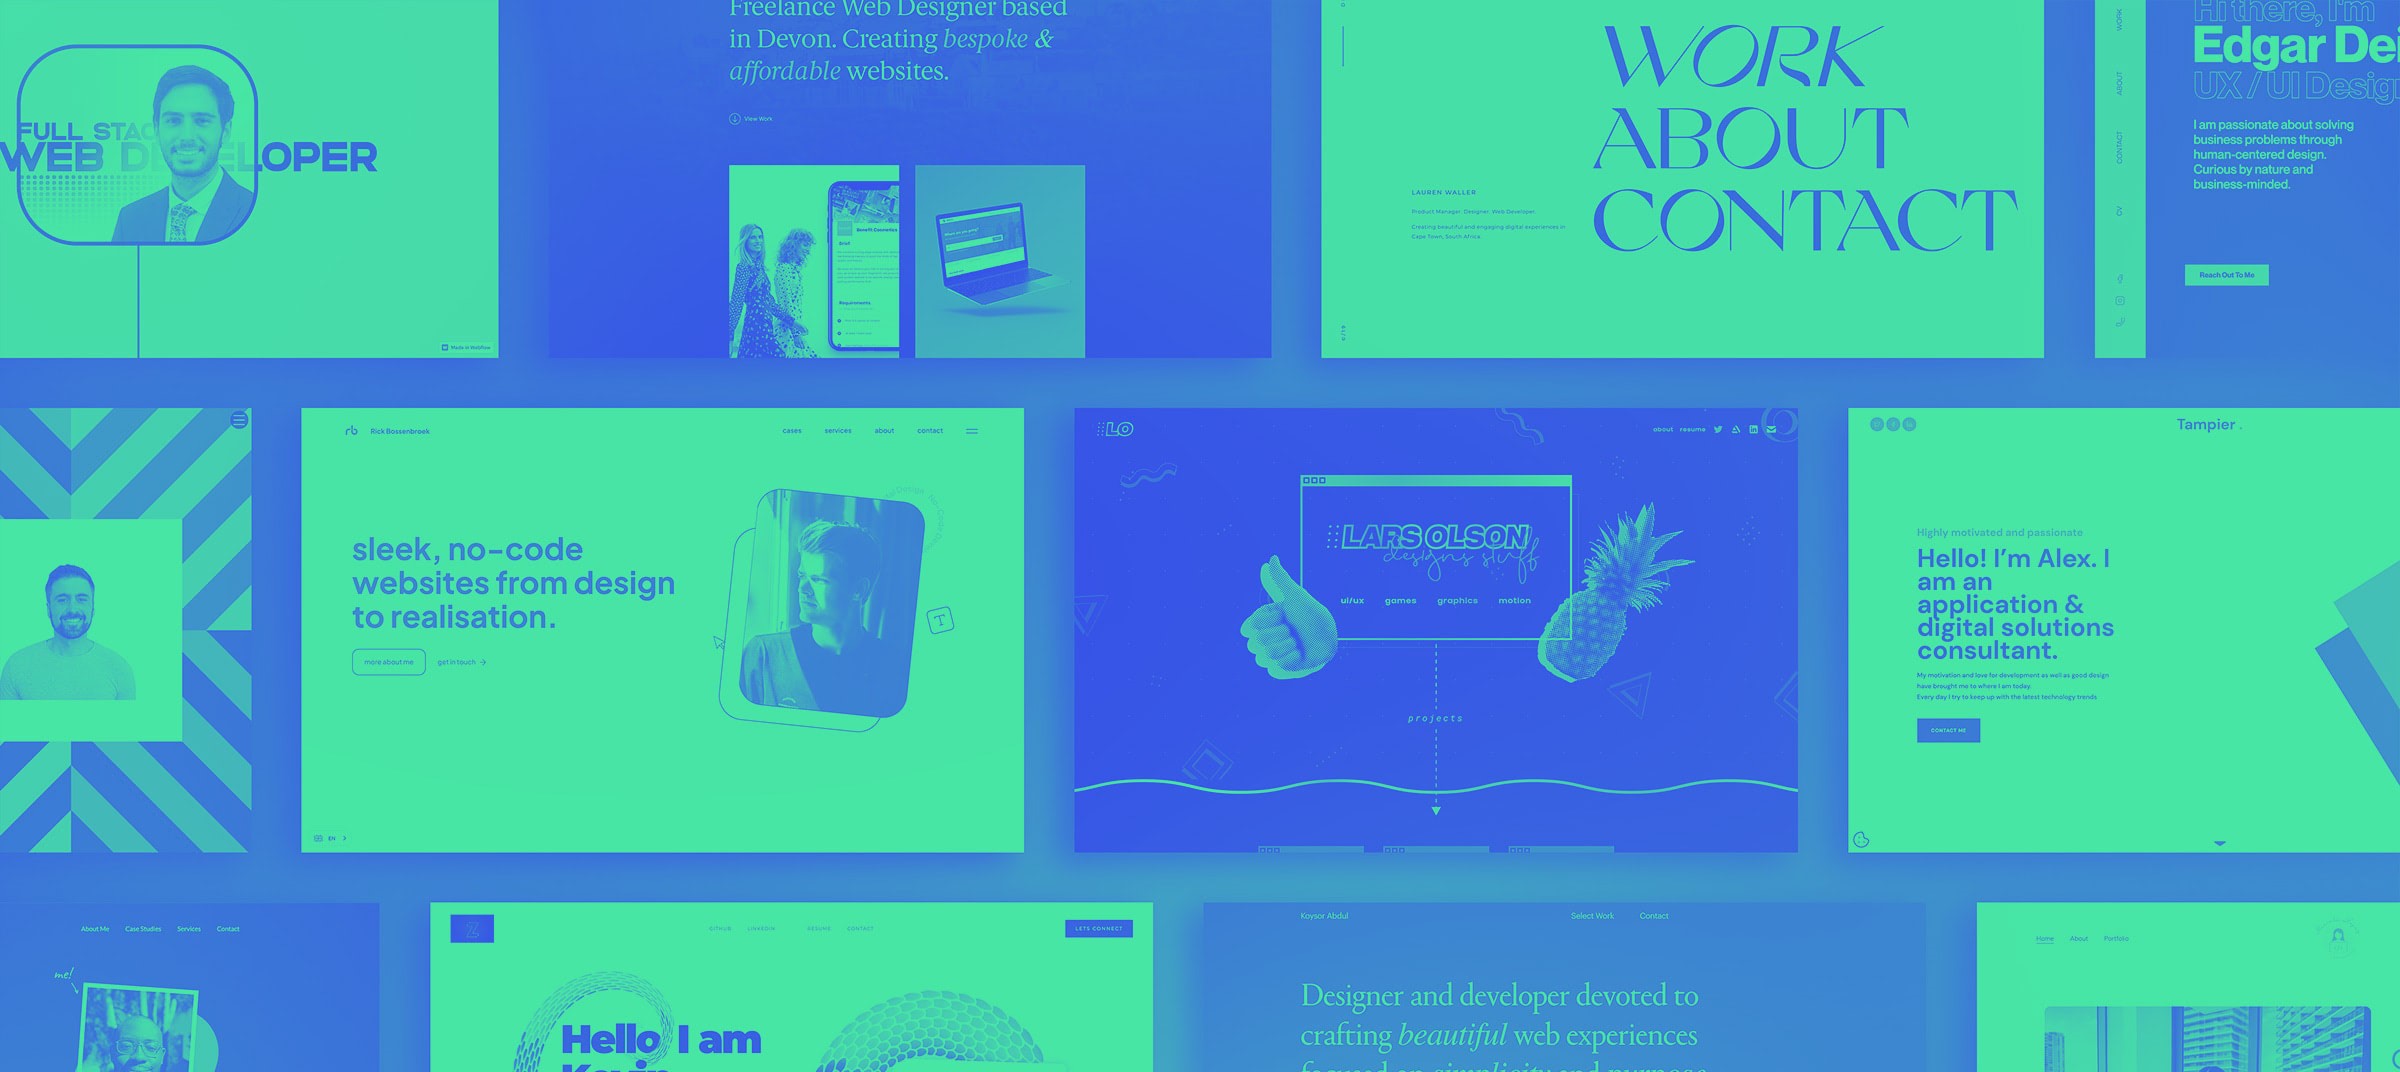 FULL STAC
WEB DEVELOPER
Made in Webflow
Freelance Web Designer based
in Devon. Creating bespoke &
affordable websites.
View Work
Benefit Cosmetics
Brief
Requirements
WORK
ABOUT
CONTACT
LAUREN WALLER
Product Manager. Designer. Web Developer.
Creating beautiful and engaging digital experiences in
Cape Town, South Africa.
WORK
ABOUT
CONTACT
CV
Hi there, I'm
Edgar Dei
UX / UI Desig
I am passionate about solving
business problems through
human-centered design.
Curious by nature and
business-minded.
Reach Out To Me
rb Rick Bossenbroek
cases services about contact
sleek, no-code
websites from design
to realisation.
more about me get in touch
T
EN
LO
about resume
LARS OLSON
designs stuff
ui/ux games graphics motion
projects
Tampier .
Highly motivated and passionate
Hello! I'm Alex. I
am an
application &
digital solutions
consultant.
My motivation and love for development as well as good design
have brought me to where I am today.
Every day I try to keep up with the latest technology trends
CONTACT ME
About Me Case Studies Services Contact
me!
Z
GITHUB LINKEDIN RESUME CONTACT
LETS CONNECT
Hello I am
Kevin
Koysor Abdul
Select Work Contact
Designer and developer devoted to
crafting beautiful web experiences
focused on simplicity and purpose
Home About Portfolio